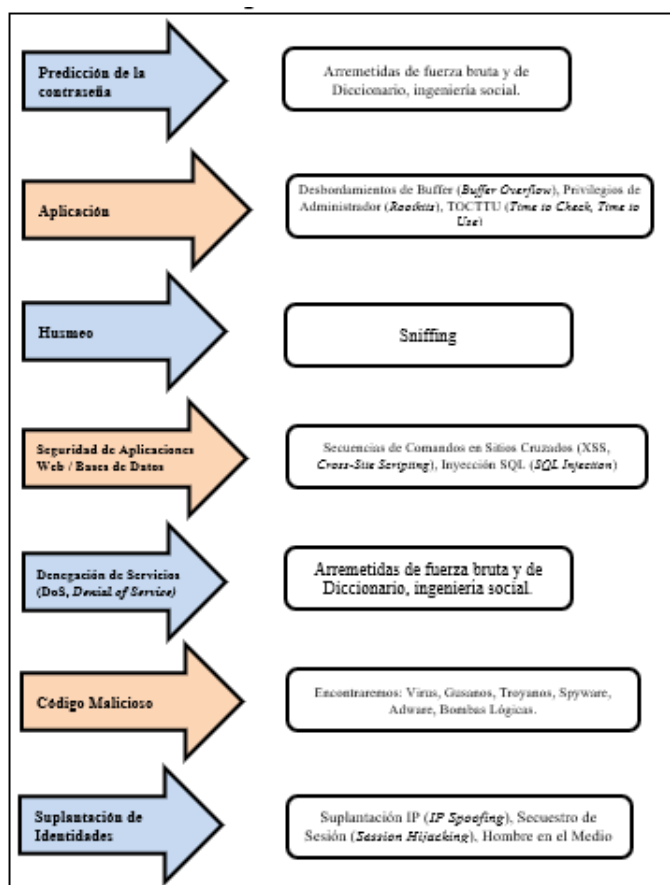 Predicción de la
contraseña
Arremetidas de fuerza bruta y de
Diccionario, ingeniería social.
Aplicación
Desbordamientos de Buffer (Buffer Overflow), Privilegios de
Administrador (Rootkits), TOCTTU (Time to Check, Time to
Use)
Husmeo
Sniffing
Seguridad de Aplicaciones
Web / Bases de Datos
Secuencias de Comandos en Sitios Cruzados (XSS,
Cross-Site Scripting), Inyección SQL (SQL Injection)
Denegación de Servicios
(DoS, Denial of Service)
Arremetidas de fuerza bruta y de
Diccionario, ingeniería social.
Código Malicioso
Encontraremos: Virus, Gusanos, Troyanos, Spyware,
Adware, Bombas Lógicas.
Suplantación de
Identidades
Suplantación IP (IP Spoofing), Secuestro de
Sesión (Session Hijacking), Hombre en el Medio